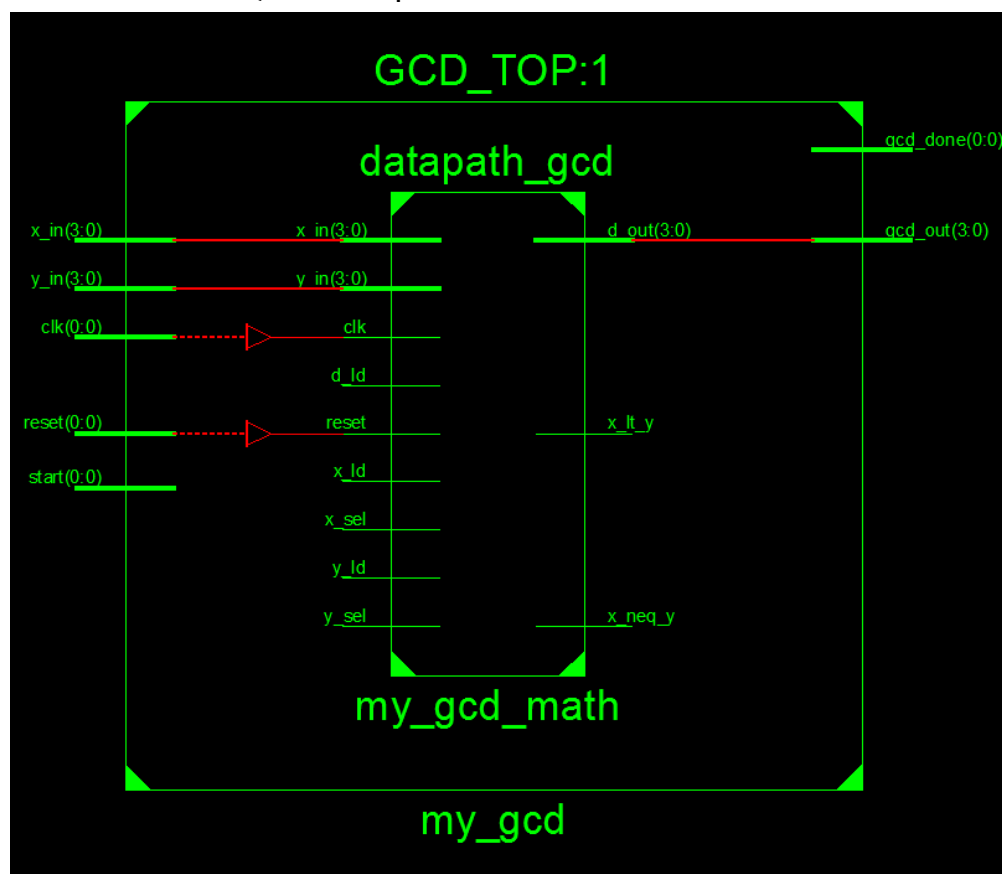 GCD_TOP:1
gcd_done(0:0)
datapath_gcd
x_in(3:0)
x_in(3:0)
d_out(3:0)
gcd_out(3:0)
y_in(3:0)
y_in(3:0)
clk(0:0)
clk
d_ld
reset(0:0)
reset
x_lt_y
x_ld
start(0:0)
x_sel
y_ld
y_sel
x_neq_y
my_gcd_math
my_gcd